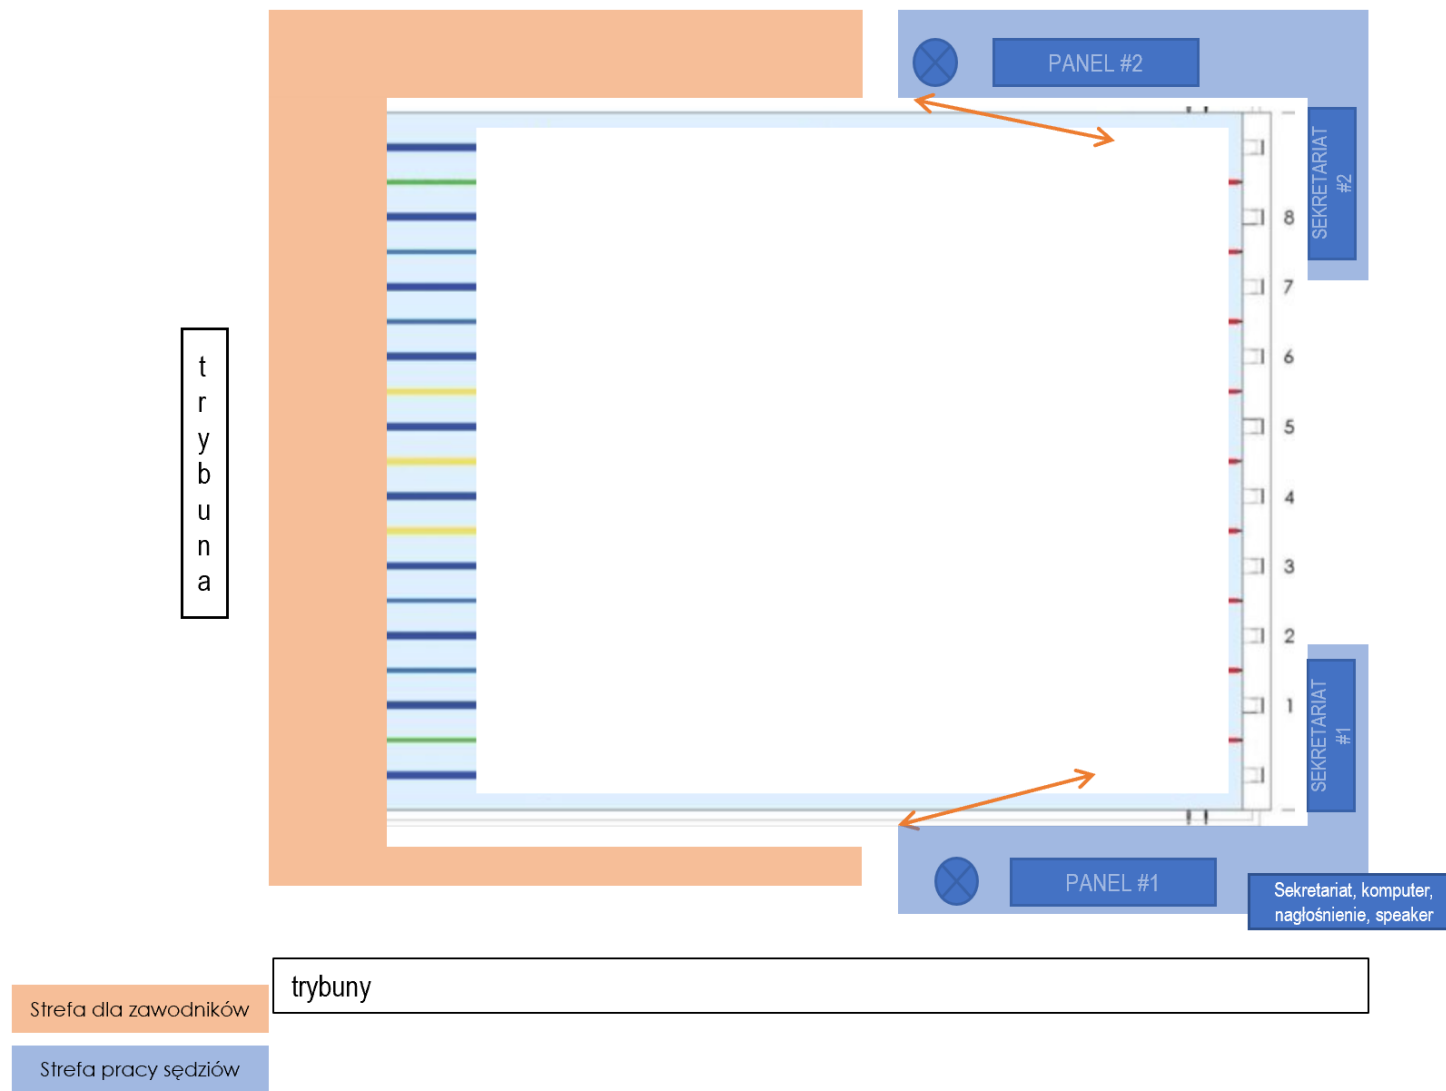 PANEL #2
SEKRETARIAT
#2
8
7
6
5
4
3
2
1
trybuna
SEKRETARIAT
#1
PANEL #1
Sekretariat, komputer,
nagłośnienie, speaker
trybuny
Strefa dla zawodników
Strefa pracy sędziów